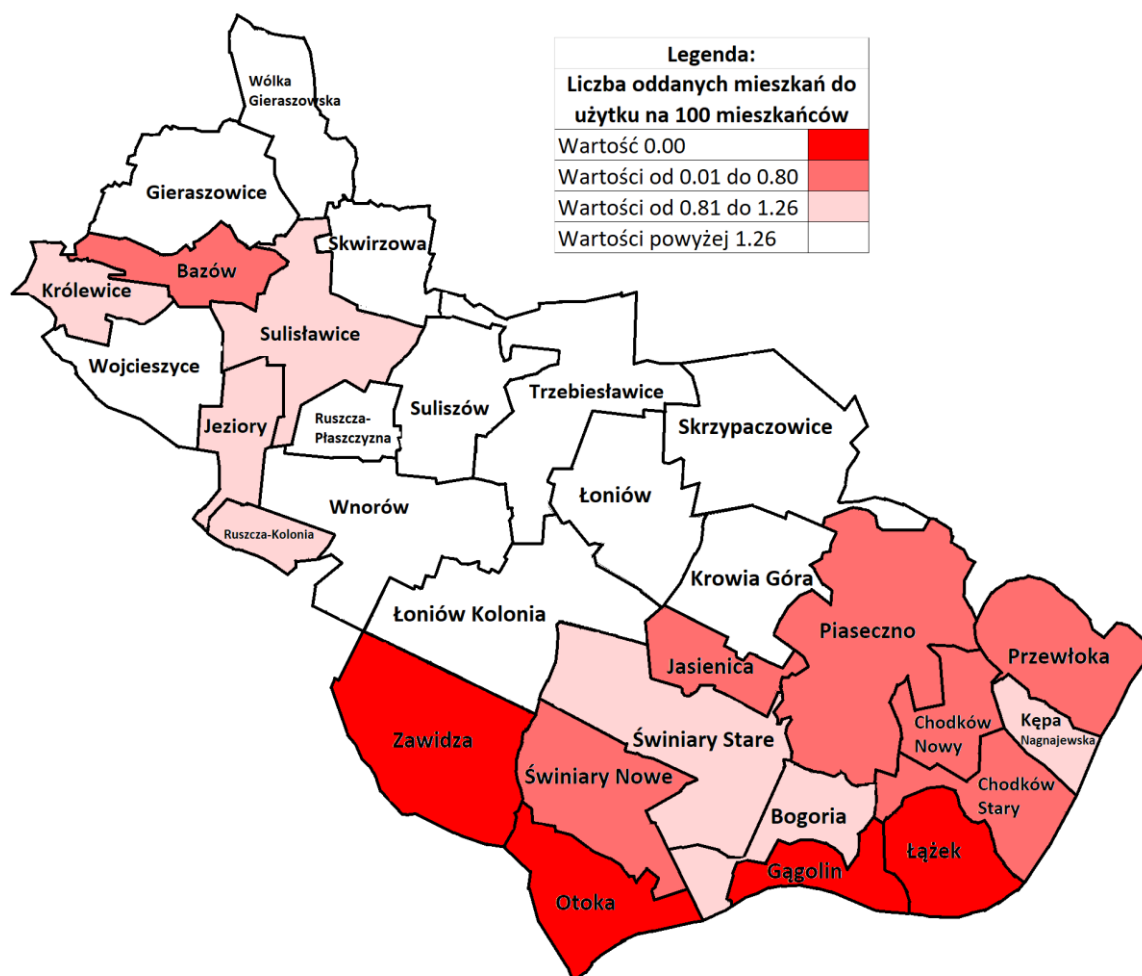 Legenda:
Liczba oddanych mieszkań do
użytku na 100 mieszkańców
Wartość 0.00
Wartości od 0.01 do 0.80
Wartości od 0.81 do 1.26
Wartości powyżej 1.26
Wólka
Gieraszowska
Gieraszowice
Skwirzowa
Bazów
Królewice
Sulisławice
Wojcieszyce
Trzebiesławice
Suliszów
Ruszcza-
Płaszczyzna
Jeziory
Skrzypaczowice
Łoniów
Wnorów
Ruszcza-Kolonia
Krowia Góra
Łoniów Kolonia
Piaseczno
Przewłoka
Jasienica
Kępa
Nagnajewska
Chodków
Nowy
Zawidza
Świniary Stare
Świniary Nowe
Chodków
Stary
Bogoria
Łążek
Gągolin
Otoka